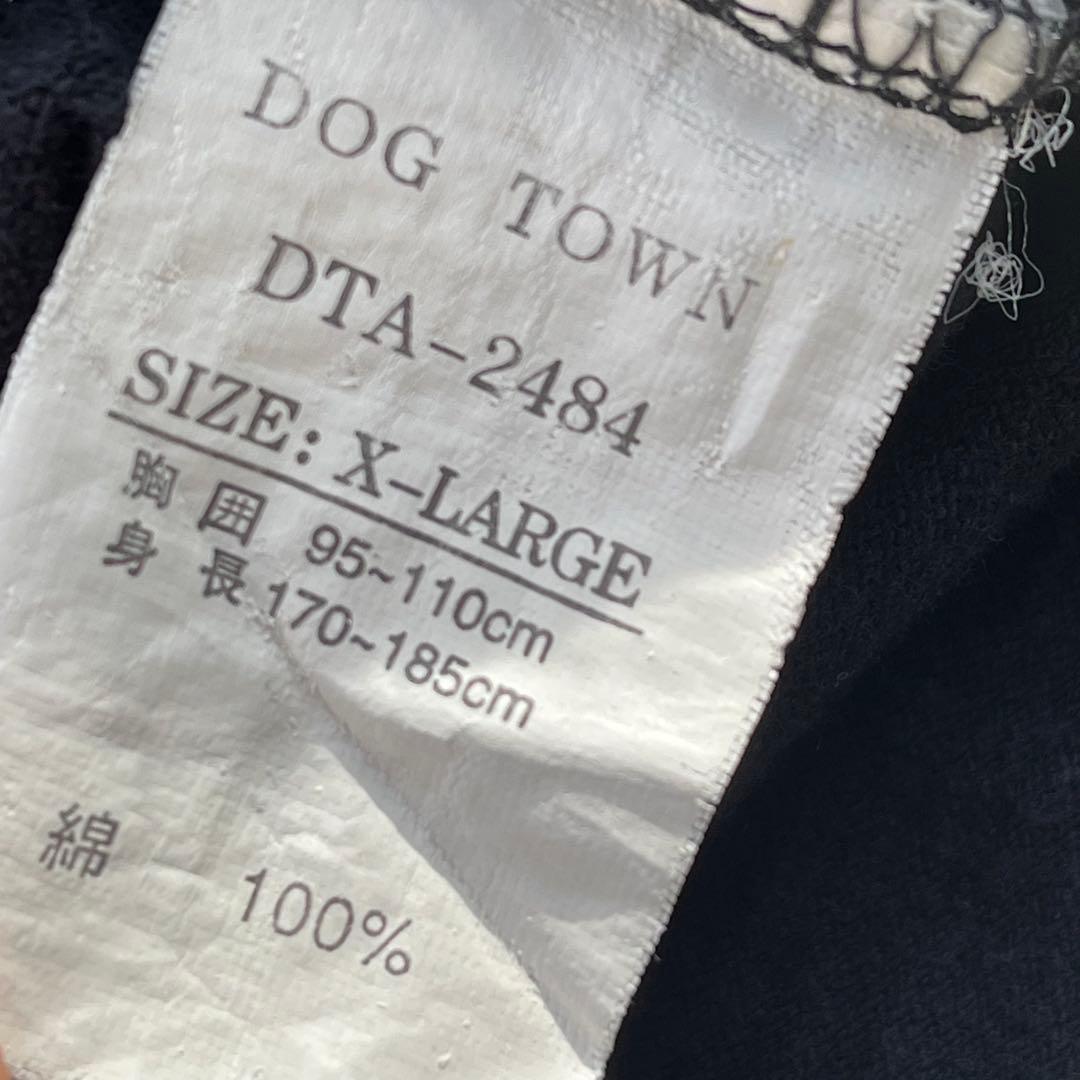 DOG TOWN
DTA-2484
SIZE: X-LARGE
胸囲 95~110cm
身長 170~185cm
綿 100%